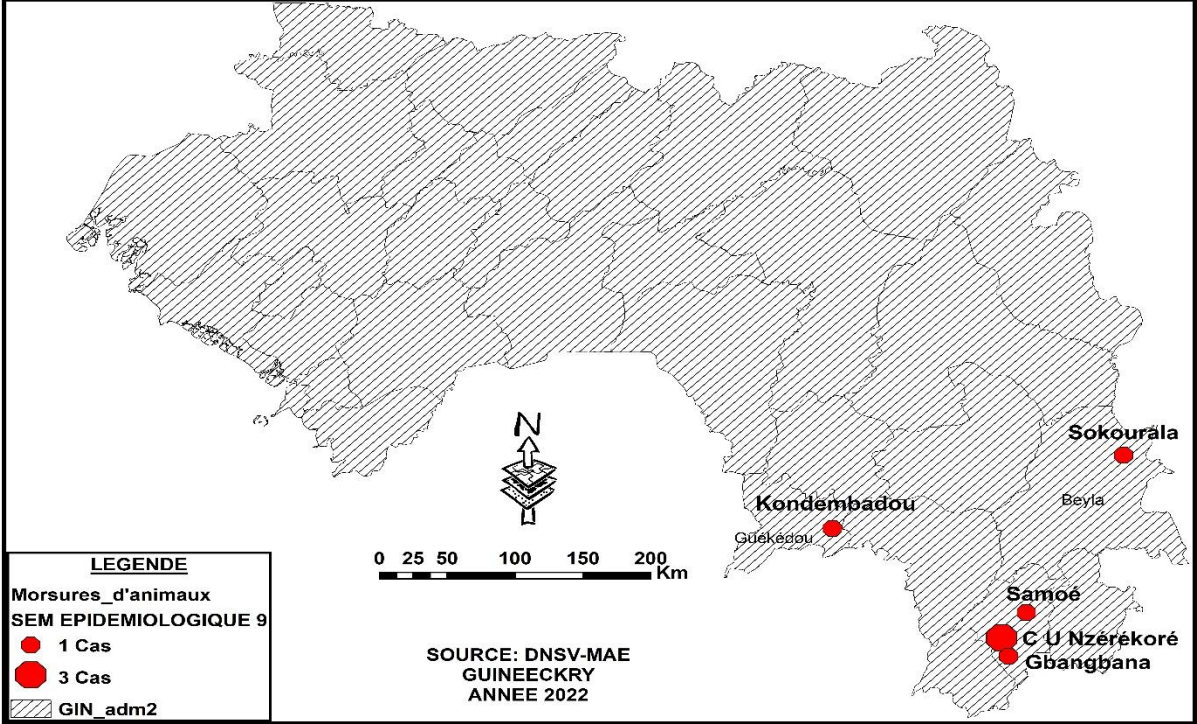 Sokourala
Beyla
Kondembadou
Guékédou
N
0 25 50 100 150 200
Km
Samoé
C U Nzérékoré
Gbangbana
LEGENDE
Morsures_d'animaux
SEM EPIDEMIOLOGIQUE 9
1 Cas
3 Cas
GIN_adm2
SOURCE: DNSV-MAE
GUINEECKRY
ANNEE 2022